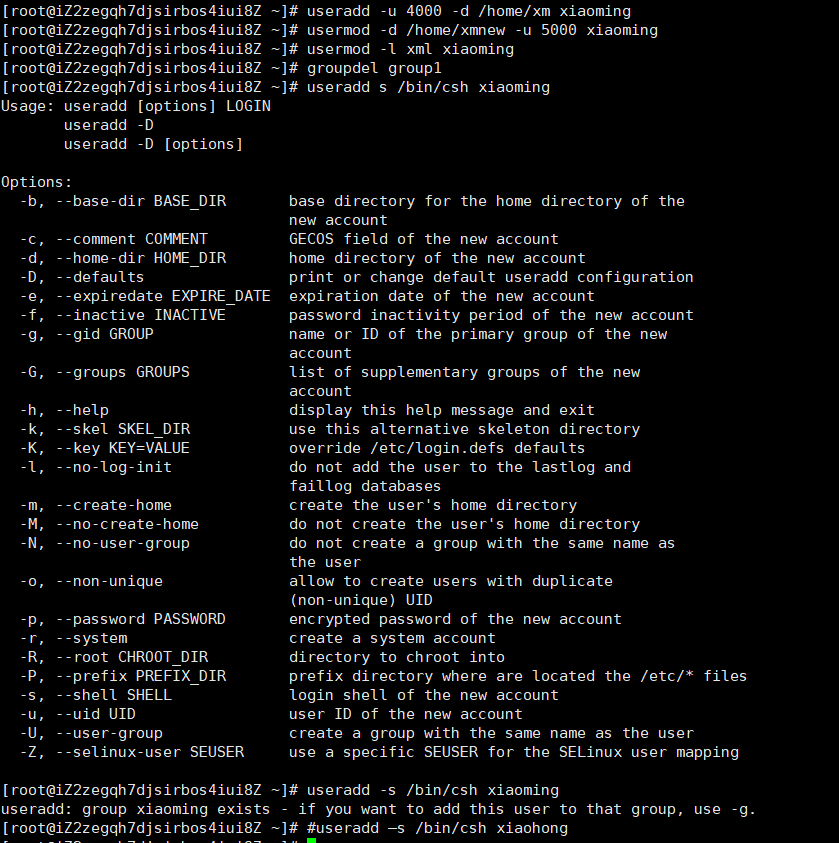 [root@iZ2zegqh7djsirbos4iui8Z ~]# useradd -u 4000 -d /home/xm xiaoming
[root@iZ2zegqh7djsirbos4iui8Z ~]# usermod -d /home/xmnew -u 5000 xiaoming
[root@iZ2zegqh7djsirbos4iui8Z ~]# usermod -l xml xiaoming
[root@iZ2zegqh7djsirbos4iui8Z ~]# groupdel group1
[root@iZ2zegqh7djsirbos4iui8Z ~]# useradd s /bin/csh xiaoming
Usage: useradd [options] LOGIN
       useradd -D
       useradd -D [options]

Options:
  -b, --base-dir BASE_DIR       base directory for the home directory of the
                                new account
  -c, --comment COMMENT         GECOS field of the new account
  -d, --home-dir HOME_DIR       home directory of the new account
  -D, --defaults                print or change default useradd configuration
  -e, --expiredate EXPIRE_DATE  expiration date of the new account
  -f, --inactive INACTIVE       password inactivity period of the new account
  -g, --gid GROUP               name or ID of the primary group of the new
                                account
  -G, --groups GROUPS           list of supplementary groups of the new
                                account
  -h, --help                    display this help message and exit
  -k, --skel SKEL_DIR           use this alternative skeleton directory
  -K, --key KEY=VALUE           override /etc/login.defs defaults
  -l, --no-log-init             do not add the user to the lastlog and
                                faillog databases
  -m, --create-home             create the user's home directory
  -M, --no-create-home          do not create the user's home directory
  -N, --no-user-group           do not create a group with the same name as
                                the user
  -o, --non-unique              allow to create users with duplicate
                                (non-unique) UID
  -p, --password PASSWORD       encrypted password of the new account
  -r, --system                  create a system account
  -R, --root CHROOT_DIR         directory to chroot into
  -P, --prefix PREFIX_DIR       prefix directory where are located the /etc/* files
  -s, --shell SHELL             login shell of the new account
  -u, --uid UID                 user ID of the new account
  -U, --user-group              create a group with the same name as the user
  -Z, --selinux-user SEUSER     use a specific SEUSER for the SELinux user mapping

[root@iZ2zegqh7djsirbos4iui8Z ~]# useradd -s /bin/csh xiaoming
useradd: group xiaoming exists - if you want to add this user to that group, use -g.
[root@iZ2zegqh7djsirbos4iui8Z ~]# #useradd –s /bin/csh xiaohong